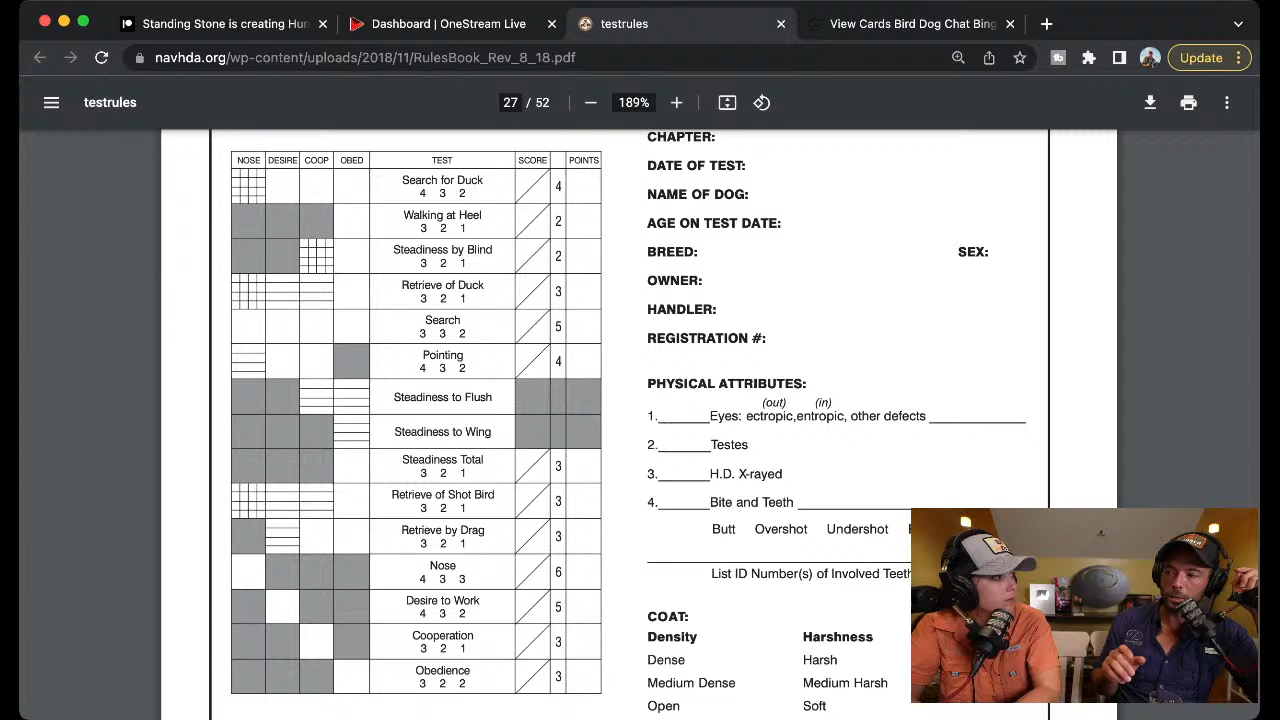 Standing Stone is creating Hun
Dashboard | OneStream Live
testrules
View Cards Bird Dog Chat Bing
navhda.org/wp-content/uploads/2018/11/RulesBook_Rev_8_18.pdf
Update
testrules
27 / 52
189%
NOSE DESIRE COOP OBED TEST SCORE POINTS
Search for Duck
4 3 2
4
Walking at Heel
3 2 1
2
Steadiness by Blind
3 2 1
2
Retrieve of Duck
3 2 1
3
Search
3 3 2
5
Pointing
4 3 2
4
Steadiness to Flush
Steadiness to Wing
Steadiness Total
3 2 1
3
Retrieve of Shot Bird
3 2 1
3
Retrieve by Drag
3 2 1
3
Nose
4 3 3
6
Desire to Work
4 3 2
5
Cooperation
3 2 1
3
Obedience
3 2 2
3
CHAPTER:
DATE OF TEST:
NAME OF DOG:
AGE ON TEST DATE:
BREED: SEX:
OWNER:
HANDLER:
REGISTRATION #:
PHYSICAL ATTRIBUTES:
(out) (in)
1.______Eyes: ectropic,entropic, other defects ____________
2.______Testes
3.______H.D. X-rayed
4.______Bite and Teeth
Butt Overshot Undershot
List ID Number(s) of Involved Teeth
COAT:
Density Harshness
Dense Harsh
Medium Dense Medium Harsh
Open Soft